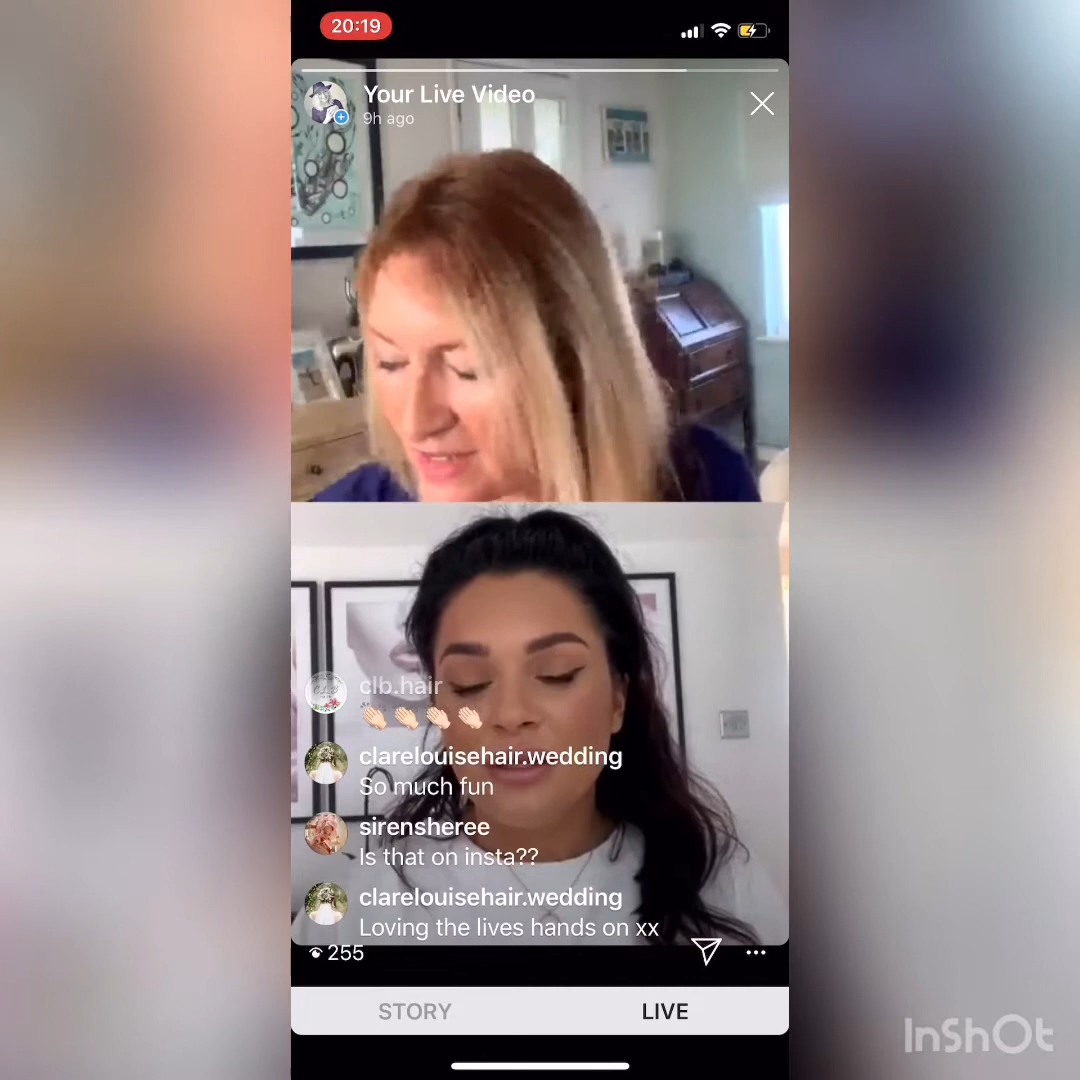 20:19
Your Live Video
9h ago
clb.hair
👏🏻👏🏻👏🏻👏🏻
clarelouisehair.wedding
So much fun
sirensheree
Is that on insta??
clarelouisehair.wedding
Loving the lives hands on xx
255
STORY
LIVE
InShOt